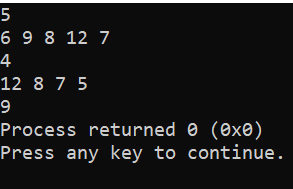 5
6 9 8 12 7
4
12 8 7 5
9
Process returned 0 (0x0)
Press any key to continue.